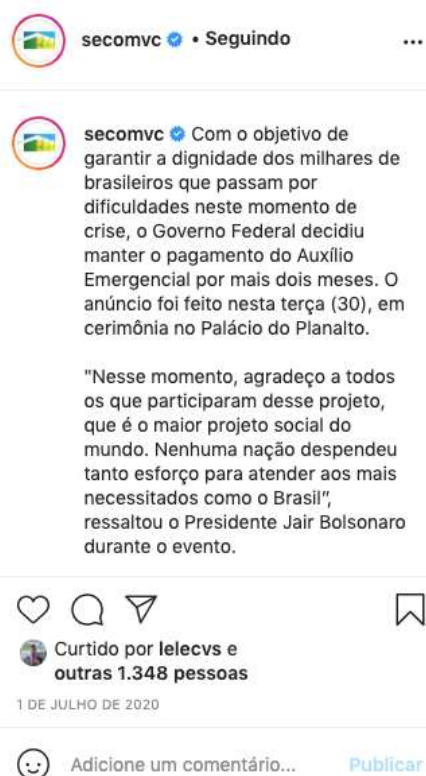 secomvc • Seguindo
secomvc Com o objetivo de
garantir a dignidade dos milhares de
brasileiros que passam por
dificuldades neste momento de
crise, o Governo Federal decidiu
manter o pagamento do Auxílio
Emergencial por mais dois meses. O
anúncio foi feito nesta terça (30), em
cerimônia no Palácio do Planalto.
"Nesse momento, agradeço a todos
os que participaram desse projeto,
que é o maior projeto social do
mundo. Nenhuma nação despendeu
tanto esforço para atender aos mais
necessitados como o Brasil”,
ressaltou o Presidente Jair Bolsonaro
durante o evento.
Curtido por lelecvs e
outras 1.348 pessoas
1 DE JULHO DE 2020
Adicione um comentário... Publicar